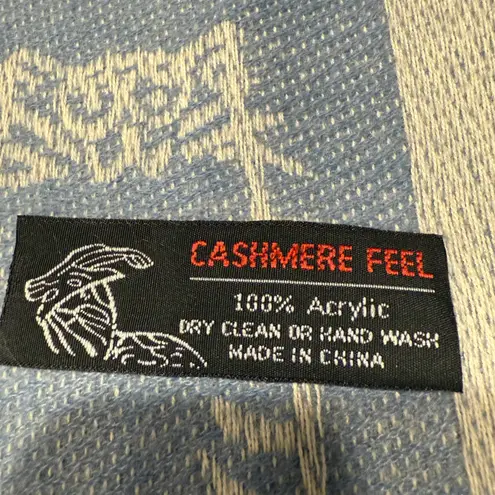 CASHMERE FEEL
100% Acrylic
DRY CLEAN OR HAND WASH
MADE IN CHINA